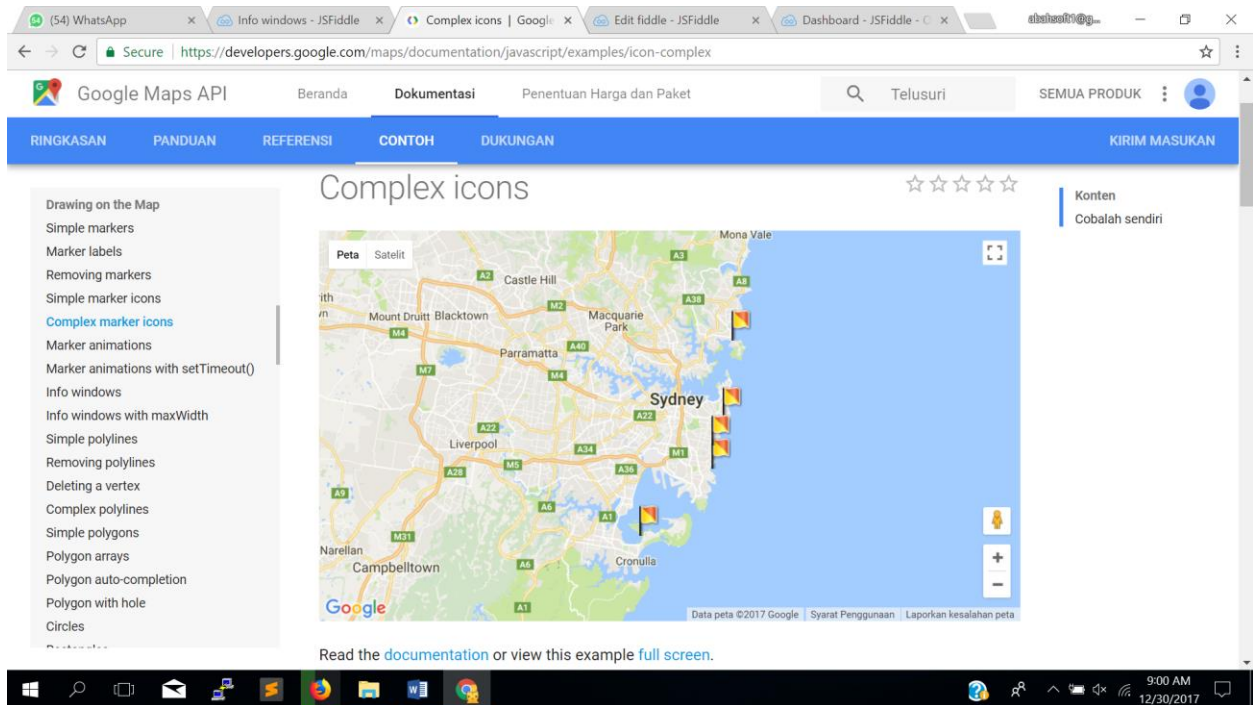 (54) WhatsApp
Info windows - JSFiddle
Complex icons | Google
Edit fiddle - JSFiddle
Dashboard - JSFiddle - C
Secure https://developers.google.com/maps/documentation/javascript/examples/icon-complex
Google Maps API
Beranda
Dokumentasi
Penentuan Harga dan Paket
Telusuri
SEMUA PRODUK
RINGKASAN
PANDUAN
REFERENSI
CONTOH
DUKUNGAN
KIRIM MASUKAN
Drawing on the Map
Simple markers
Marker labels
Removing markers
Simple marker icons
Complex marker icons
Marker animations
Marker animations with setTimeout()
Info windows
Info windows with maxWidth
Simple polylines
Removing polylines
Deleting a vertex
Complex polylines
Simple polygons
Polygon arrays
Polygon auto-completion
Polygon with hole
Circles
Complex icons
Peta Satelit
Mona Vale
A3
A2
Castle Hill
A8
A38
M2
Mount Druitt
Blacktown
Macquarie
Park
M4
A40
Parramatta
M7
M4
Sydney
A22
A22
Liverpool
A34
M1
M5
A28
A36
A9
A6
A1
M31
Narellan
Campbelltown
A6
Cronulla
A1
Google
Data peta ©2017 Google
Syarat Penggunaan
Laporkan kesalahan peta
Read the documentation or view this example full screen.
Konten
Cobalah sendiri
9:00 AM
12/30/2017